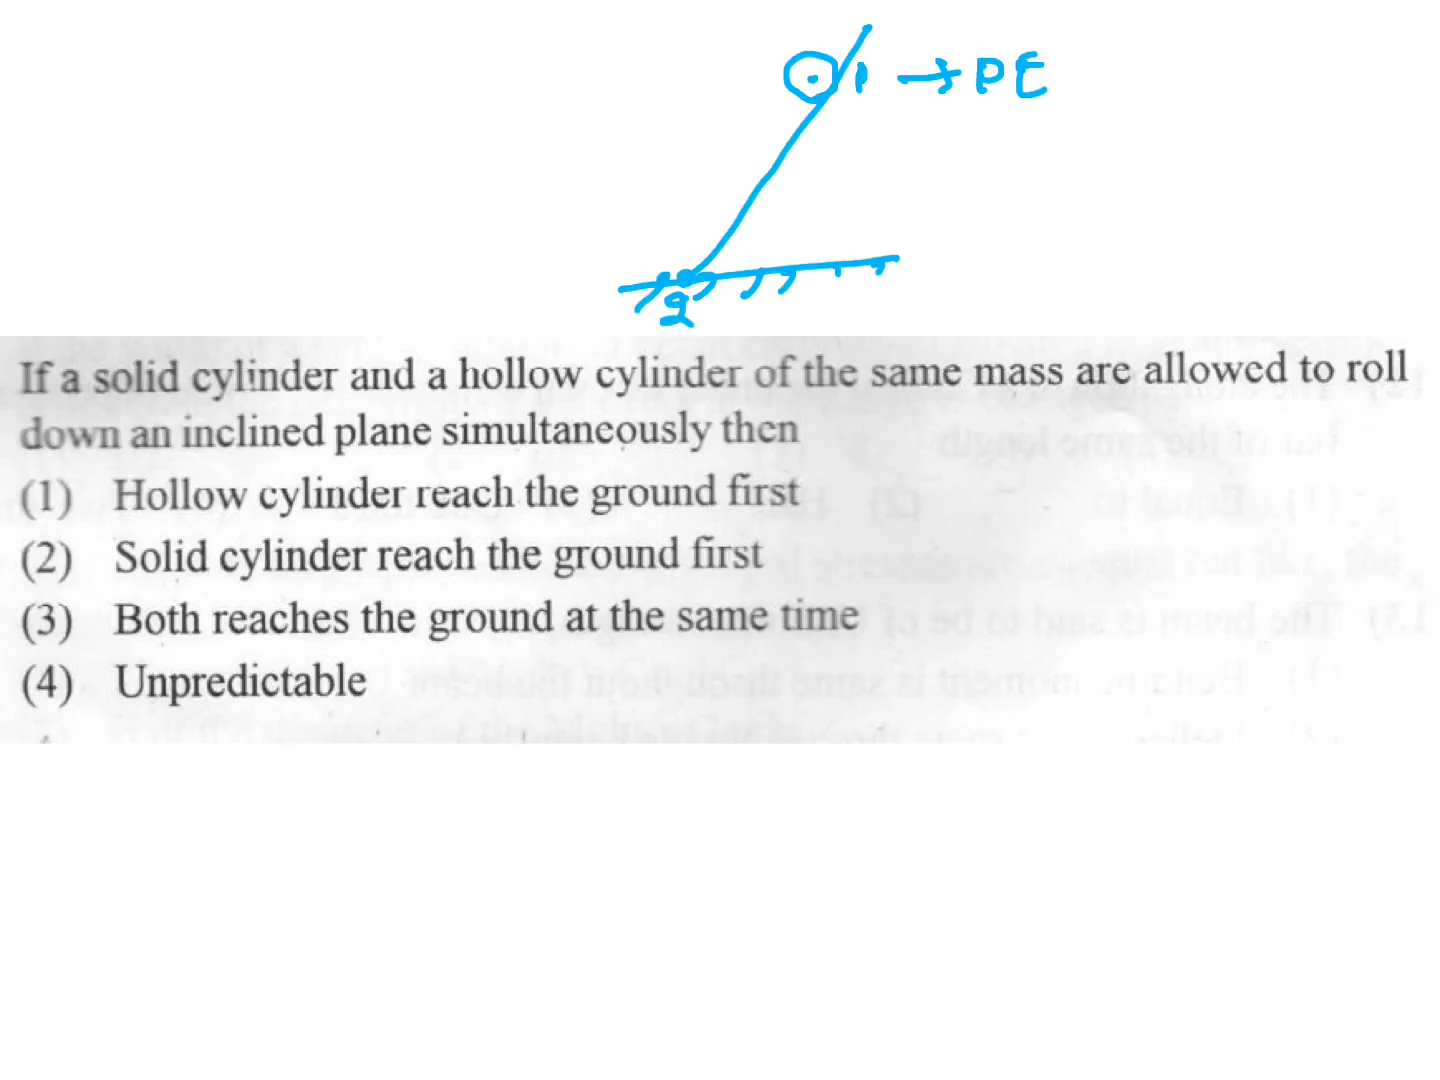 1 → PE
2
If a solid cylinder and a hollow cylinder of the same mass are allowed to roll
down an inclined plane simultaneously then
(1) Hollow cylinder reach the ground first
(2) Solid cylinder reach the ground first
(3) Both reaches the ground at the same time
(4) Unpredictable